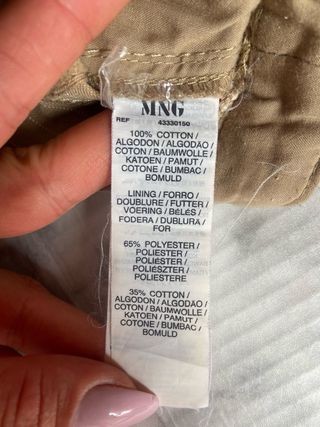 MNG
REF 43330150
100% COTTON /
ALGODON / ALGODAO /
COTON / BAUMWOLLE /
KATOEN / PAMUT /
COTONE / BUMBAC /
BOMULD
LINING / FORRO /
DOUBLURE / FUTTER /
VOERING / BÉLÉS /
FODERA / DUBLURA /
FOR
65% POLYESTER /
POLIESTER /
POLIÉSTER /
POLIÉSZTER /
POLIESTERE
35% COTTON /
ALGODON / ALGODAO /
COTON / BAUMWOLLE /
KATOEN / PAMUT /
COTONE / BUMBAC /
BOMULD